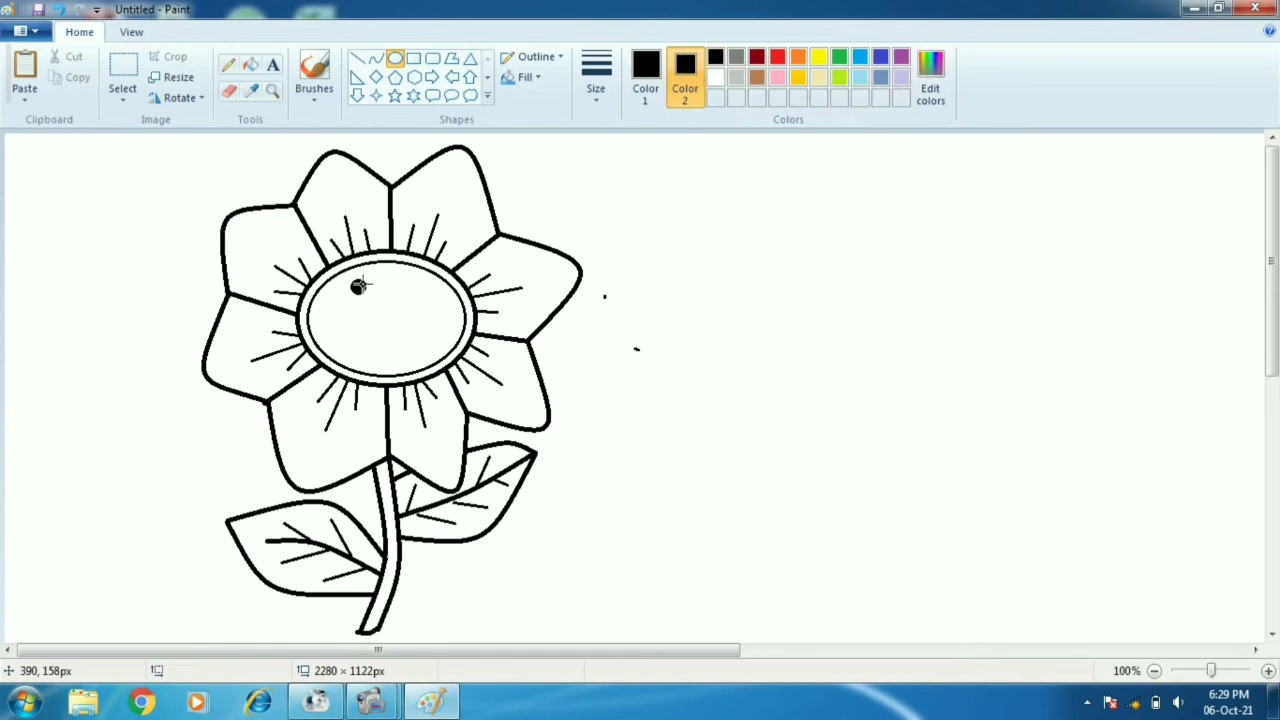 Untitled - Paint
Home View
Paste
Cut
Copy
Clipboard
Select
Crop
Resize
Rotate
Image
A
Tools
Brushes
Outline
Fill
Shapes
Size
Color 1
Color 2
Edit colors
Colors
390, 158px
2280 × 1122px
100%
6:29 PM
06-Oct-21